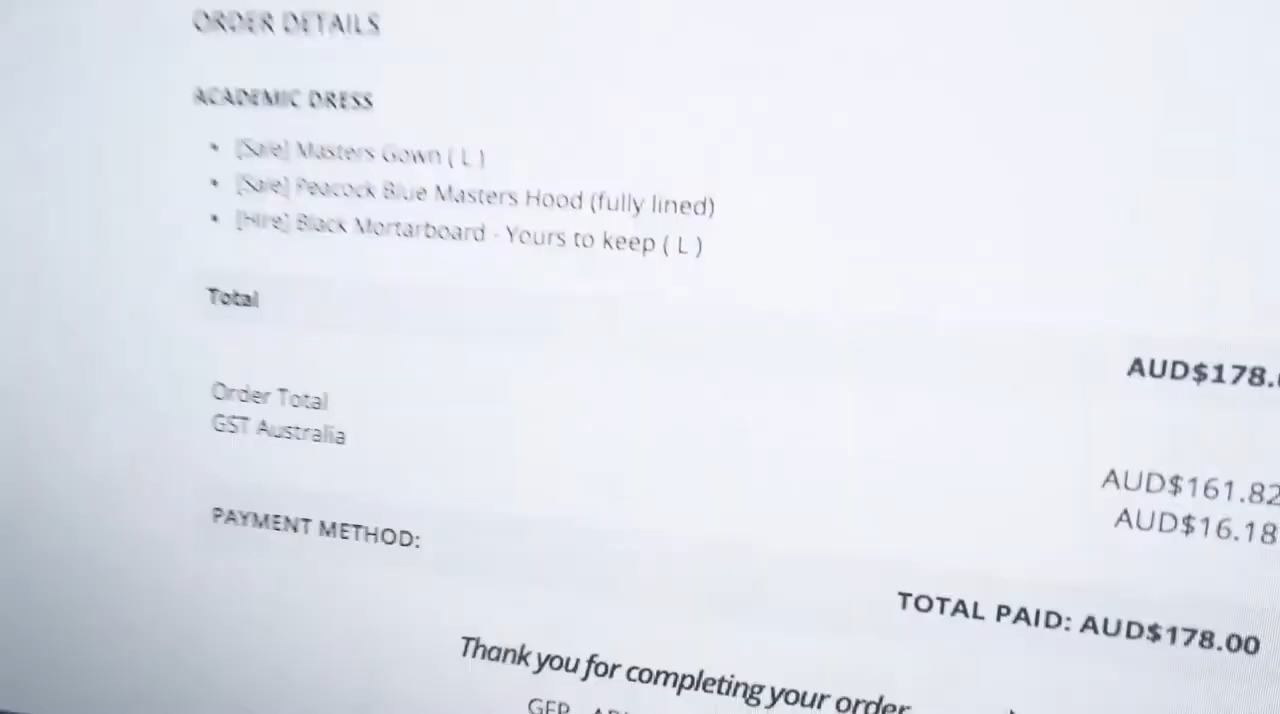 ORDER DETAILS
ACADEMIC DRESS
• [Sale] Masters Gown ( L )
• [Sale] Peacock Blue Masters Hood (fully lined)
• [Hire] Black Mortarboard - Yours to keep ( L )
Total
AUD$178.
Order Total
AUD$161.82
GST Australia
AUD$16.18
PAYMENT METHOD:
TOTAL PAID: AUD$178.00
Thank you for completing your order